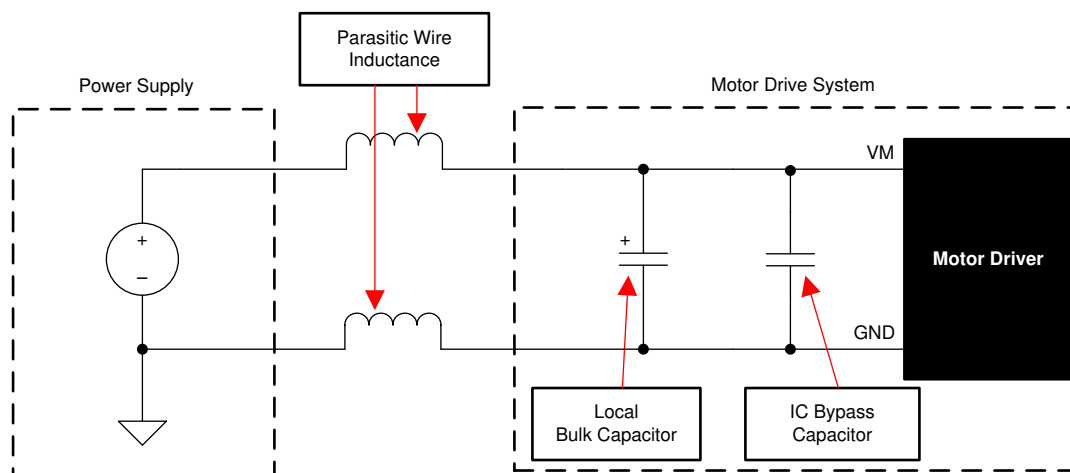 Parasitic Wire
Inductance
Power Supply
Motor Drive System
VM
+
–
+
Motor Driver
GND
Local
Bulk Capacitor
IC Bypass
Capacitor